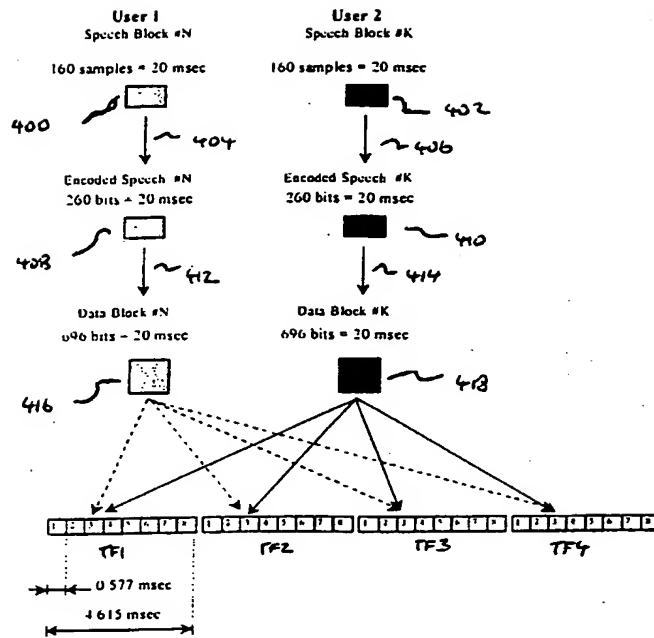 User 1 User 2
Speech Block #N Speech Block #K
160 samples = 20 msec 160 samples = 20 msec
400 402
404 406
Encoded Speech #N Encoded Speech #K
260 bits = 20 msec 260 bits = 20 msec
408 410
412 414
Data Block #N Data Block #K
696 bits = 20 msec 696 bits = 20 msec
416 418
1 2 3 4 5 6 7 8 1 2 3 4 5 6 7 8 1 2 3 4 5 6 7 8 1 2 3 4 5 6 7 8
TF1 TF2 TF3 TF4
0 577 msec
4 615 msec